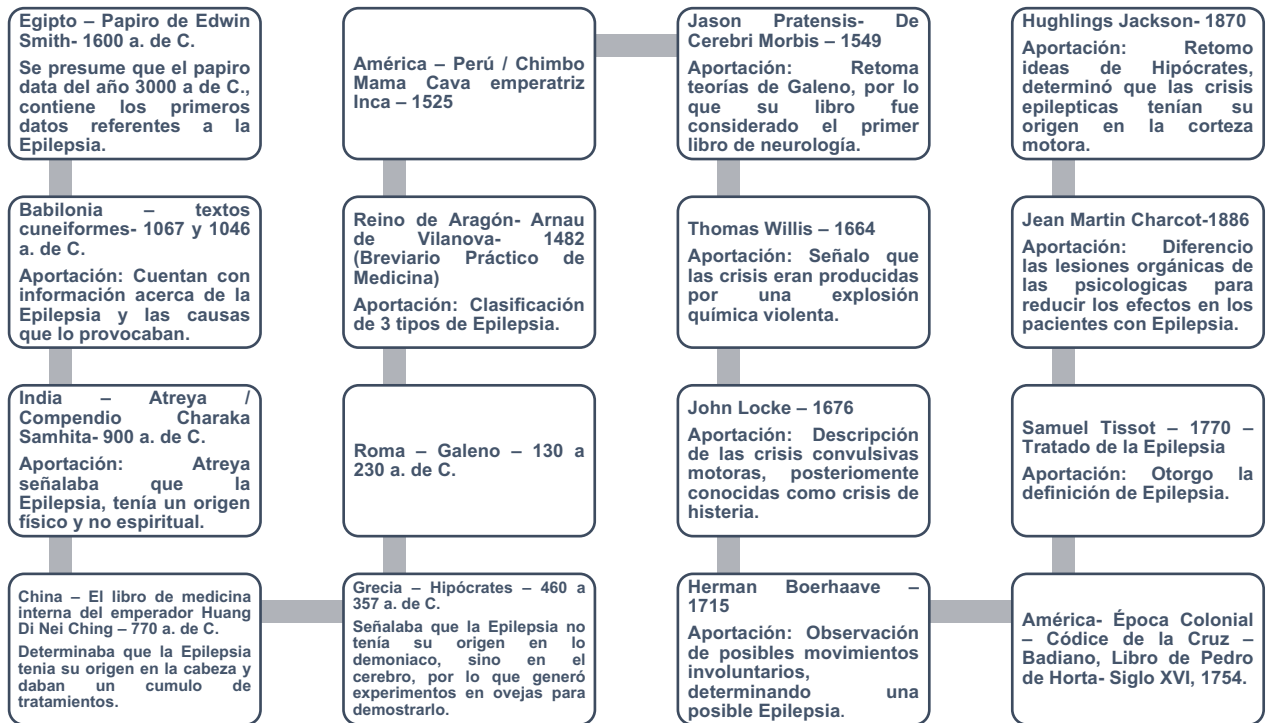 Egipto – Papiro de Edwin
Smith- 1600 a. de C.
Se presume que el papiro
data del año 3000 a de C.,
contiene los primeros
datos referentes a la
Epilepsia.
Babilonia – textos
cuneiformes- 1067 y 1046
a. de C.
Aportación: Cuentan con
información acerca de la
Epilepsia y las causas
que lo provocaban.
India – Atreya /
Compendio Charaka
Samhita- 900 a. de C.
Aportación: Atreya
señalaba que la
Epilepsia, tenía un origen
físico y no espiritual.
China – El libro de medicina
interna del emperador Huang
Di Nei Ching – 770 a. de C.
Determinaba que la Epilepsia
tenia su origen en la cabeza y
daban un cumulo de
tratamientos.
Grecia – Hipócrates – 460 a
357 a. de C.
Señalaba que la Epilepsia no
tenía su origen en lo
demoniaco, sino en el
cerebro, por lo que generó
experimentos en ovejas para
demostrarlo.
Roma – Galeno – 130 a
230 a. de C.
Reino de Aragón- Arnau
de Vilanova- 1482
(Breviario Práctico de
Medicina)
Aportación: Clasificación
de 3 tipos de Epilepsia.
América – Perú / Chimbo
Mama Cava emperatriz
Inca – 1525
Jason Pratensis- De
Cerebri Morbis – 1549
Aportación: Retoma
teorías de Galeno, por lo
que su libro fue
considerado el primer
libro de neurología.
Thomas Willis – 1664
Aportación: Señalo que
las crisis eran producidas
por una explosión
química violenta.
John Locke – 1676
Aportación: Descripción
de las crisis convulsivas
motoras, posteriomente
conocidas como crisis de
histeria.
Herman Boerhaave –
1715
Aportación: Observación
de posibles movimientos
involuntarios,
determinando una
posible Epilepsia.
América- Época Colonial
– Códice de la Cruz –
Badiano, Libro de Pedro
de Horta- Siglo XVI, 1754.
Samuel Tissot – 1770 –
Tratado de la Epilepsia
Aportación: Otorgo la
definición de Epilepsia.
Jean Martin Charcot-1886
Aportación: Diferencio
las lesiones orgánicas de
las psicologicas para
reducir los efectos en los
pacientes con Epilepsia.
Hughlings Jackson- 1870
Aportación: Retomo
ideas de Hipócrates,
determinó que las crisis
epilepticas tenían su
origen en la corteza
motora.